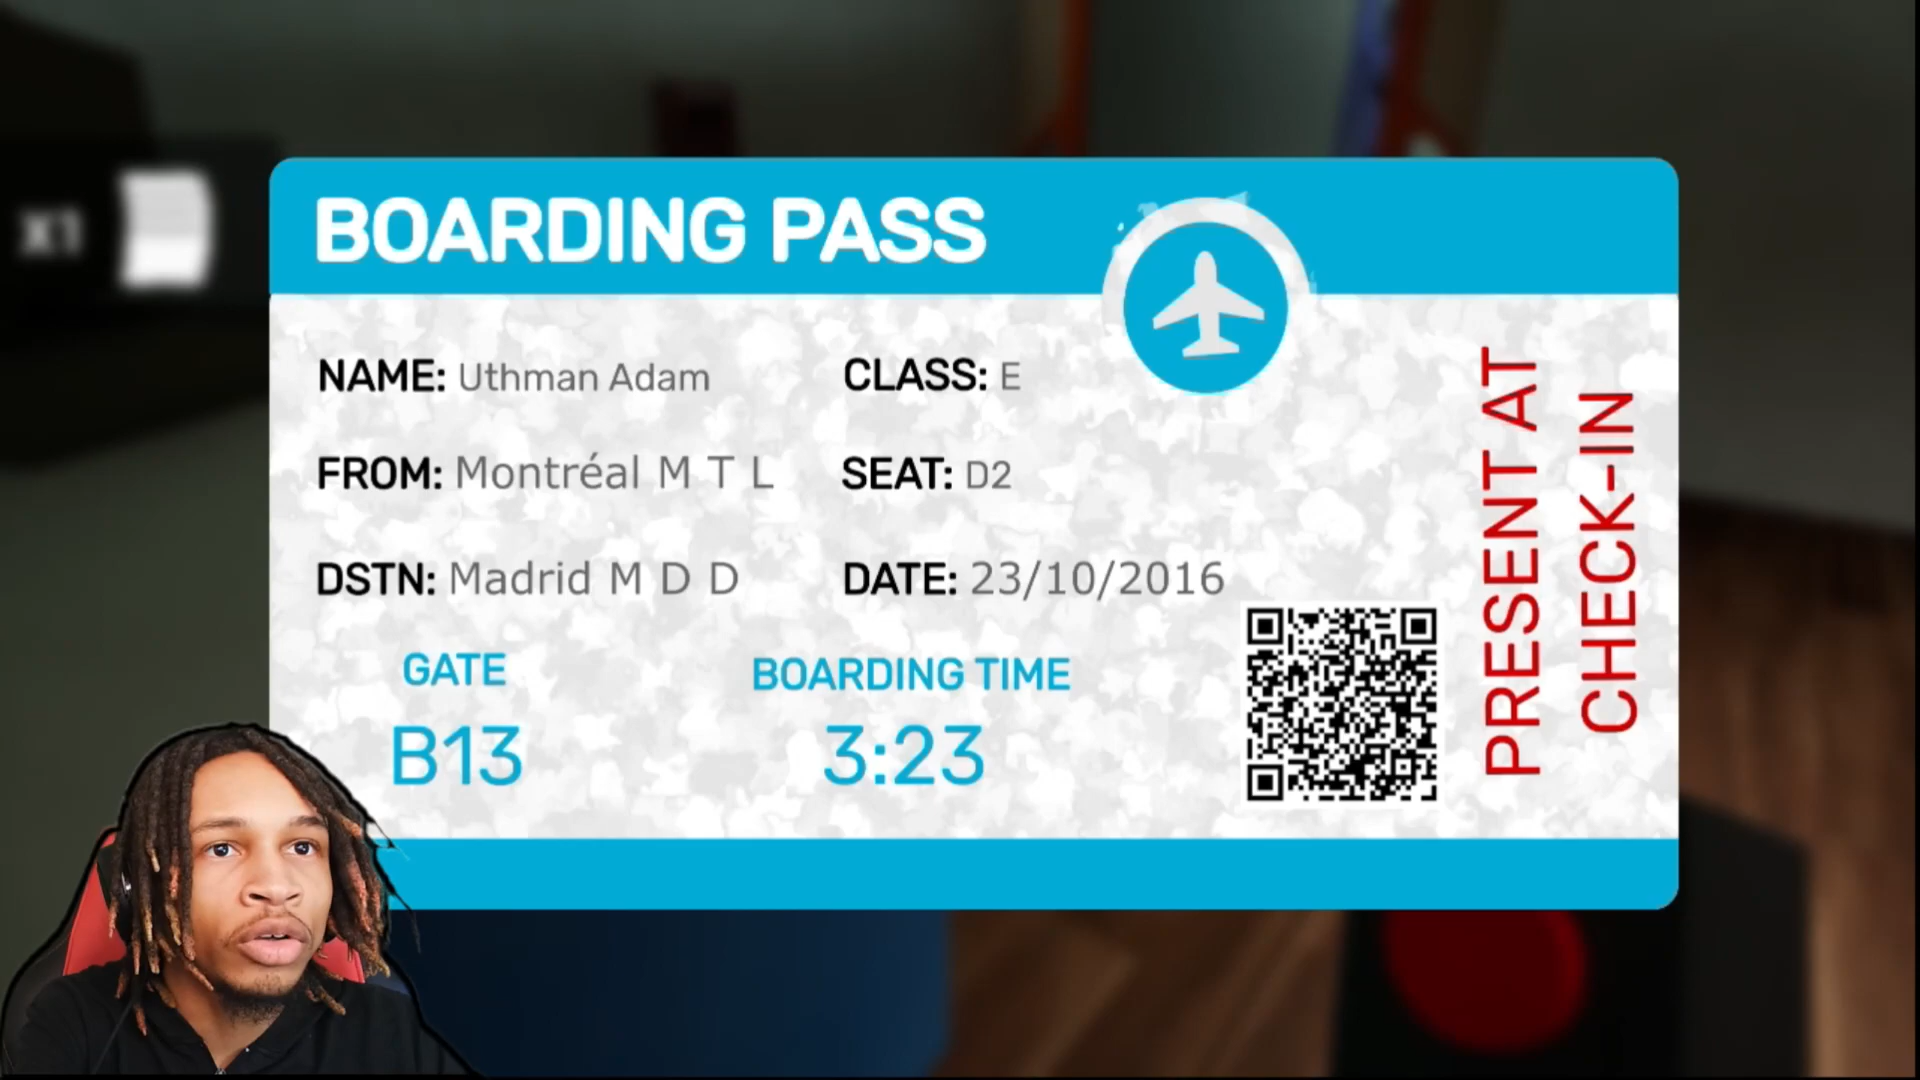 X1
BOARDING PASS
NAME: Uthman Adam
CLASS: E
FROM: Montréal M T L
SEAT: D2
DSTN: Madrid M D D
DATE: 23/10/2016
GATE
BOARDING TIME
B13
3:23
PRESENT AT
CHECK-IN